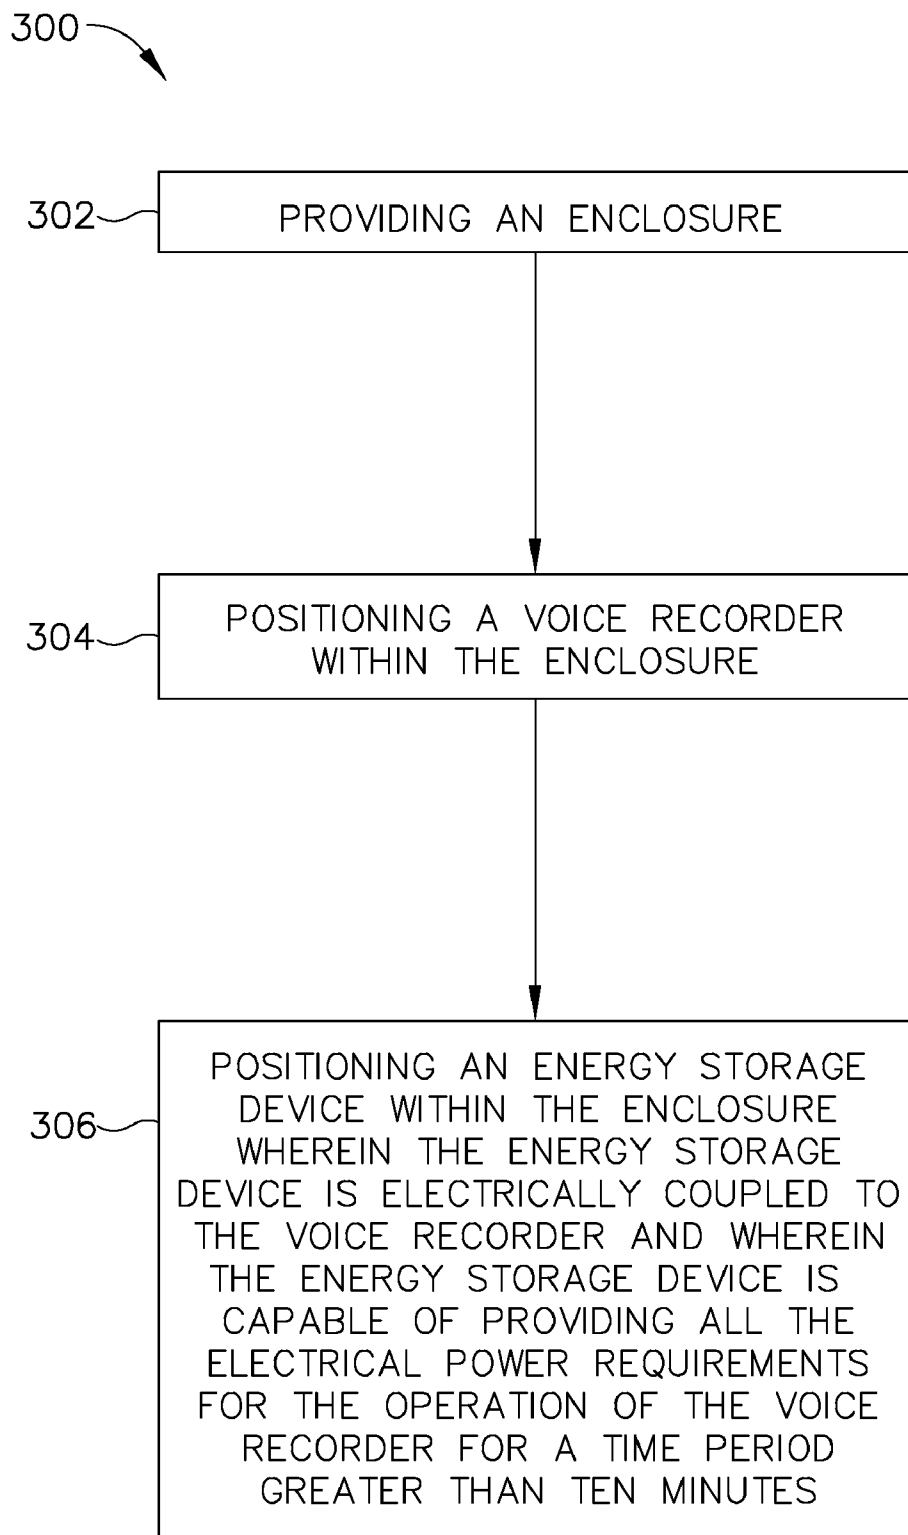 300
302
PROVIDING AN ENCLOSURE
304
POSITIONING A VOICE RECORDER
WITHIN THE ENCLOSURE
306
POSITIONING AN ENERGY STORAGE
DEVICE WITHIN THE ENCLOSURE
WHEREIN THE ENERGY STORAGE
DEVICE IS ELECTRICALLY COUPLED TO
THE VOICE RECORDER AND WHEREIN
THE ENERGY STORAGE DEVICE IS
CAPABLE OF PROVIDING ALL THE
ELECTRICAL POWER REQUIREMENTS
FOR THE OPERATION OF THE VOICE
RECORDER FOR A TIME PERIOD
GREATER THAN TEN MINUTES